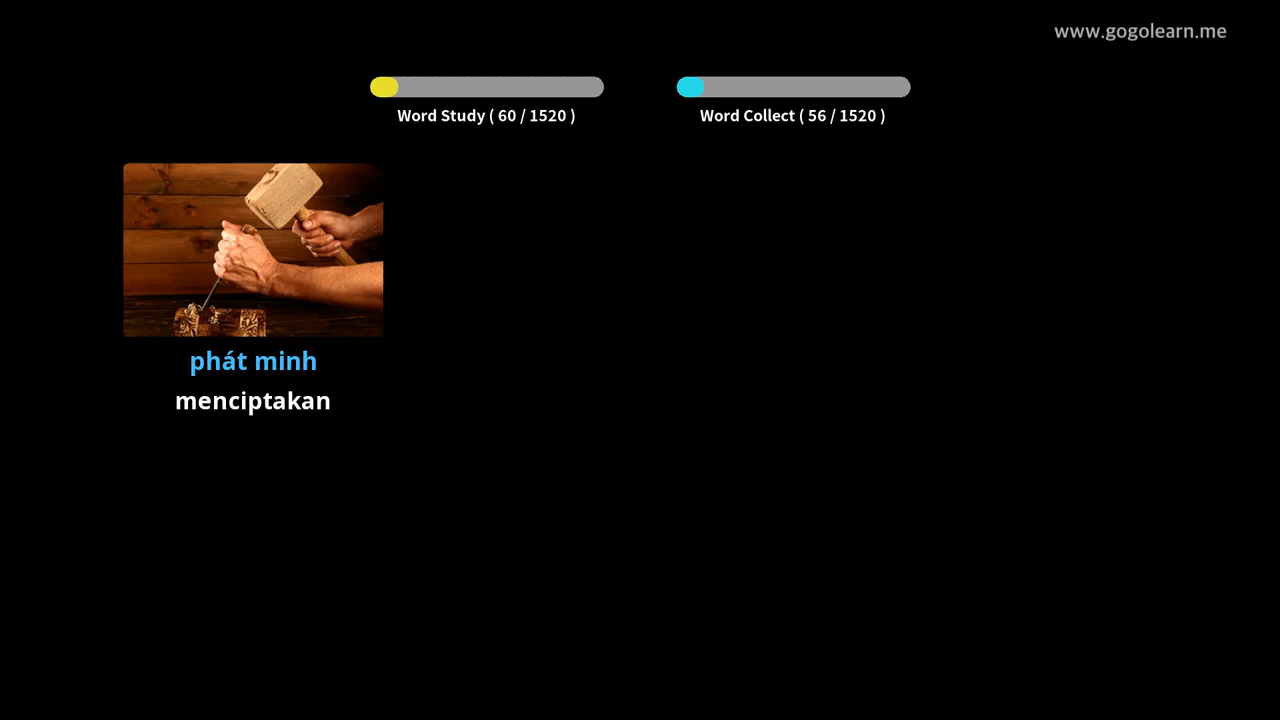 www.gogolearn.me
Word Study ( 60 / 1520 )
Word Collect ( 56 / 1520 )
phát minh
menciptakan